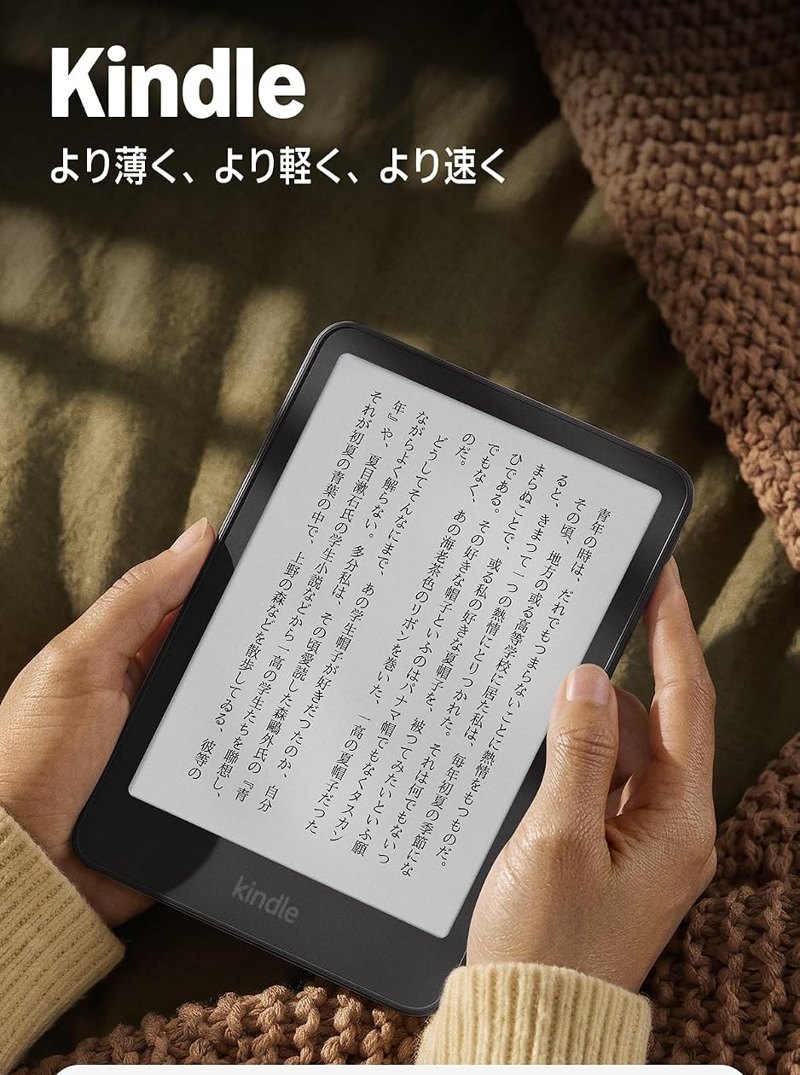 Kindle
より薄く、より軽く、より速く
青年の時は、だれでもつまらないことに熱情をもつものだ。
その頃、地方の或る高等学校に居た私は、毎年初夏の季節にな
ると、きまつて一つの熱情にとりつかれた。それは何でもないつ
まらぬことで、或る私の好きな夏帽子を、被つてみたいといふ願
ひである。その好きな帽子といふのはパナマ帽でもなくタスカン
でもなく、あの海老茶色のリボンを巻いた、一高の夏帽子だつた
のだ。
どうしてそんなにまで、あの学生帽子が好きだつたのか、自分
ながらよく解らない。多分私は、その頃愛読した森鷗外氏の『青
年』や、夏目漱石氏の学生小説などから一高の学生たちを聯想し、
それが初夏の青葉の中で、上野の森などを散歩してゐる、彼等の
kindle